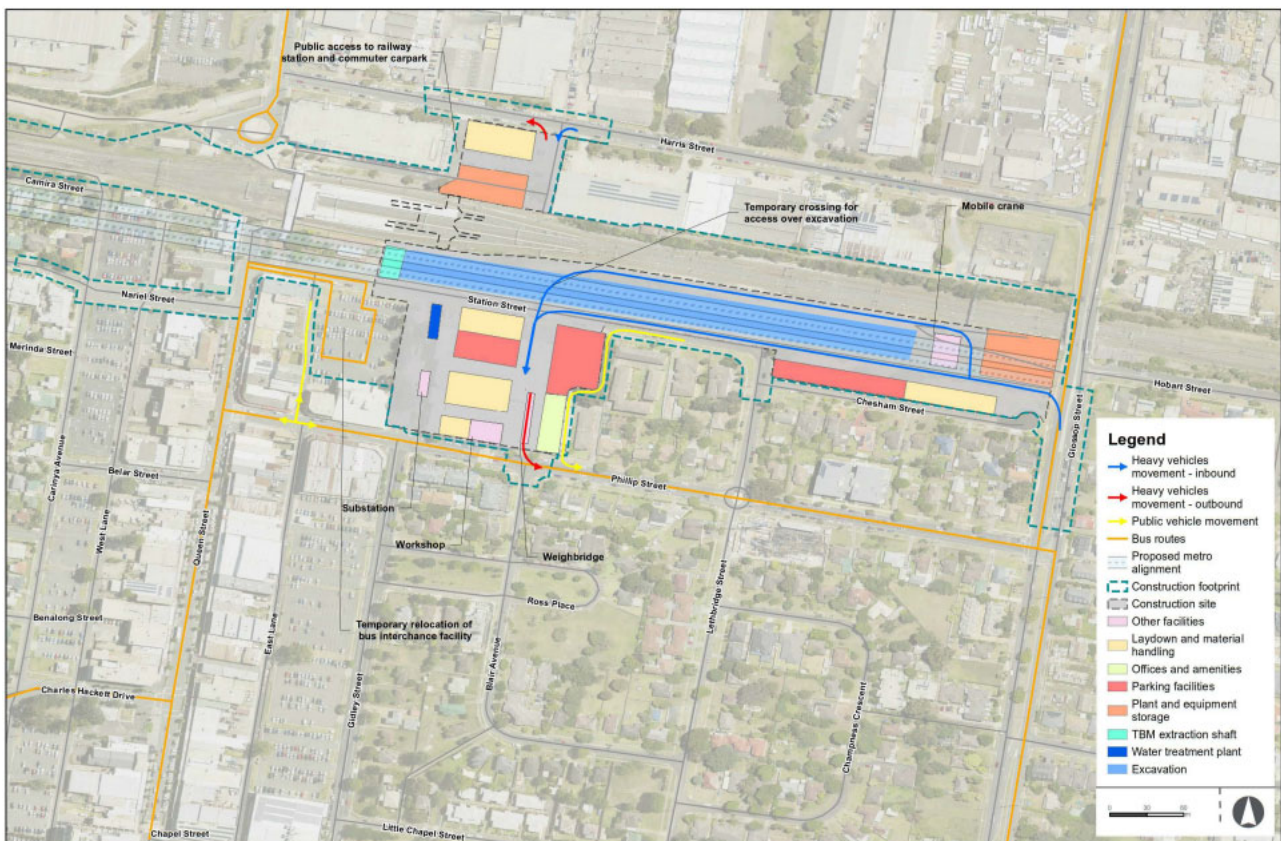 Public access to railway
station and commuter carpark
Harris Street
Camira Street
Temporary crossing for
access over excavation
Mobile crane
Nariel Street
Station Street
Merinda Street
Hobart Street
Chesham Street
Glossop Street
Carinya Avenue
Belar Street
West Lane
Queen Street
Phillip Street
Substation
Workshop
Weighbridge
Ross Place
Lethbridge Street
Benalong Street
East Lane
Temporary relocation of
bus interchange facility
Blair Avenue
Gidley Street
Charles Hackett Drive
Champness Crescent
Chapel Street
Little Chapel Street
Legend
Heavy vehicles
movement - inbound
Heavy vehicles
movement - outbound
Public vehicle movement
Bus routes
Proposed metro
alignment
Construction footprint
Construction site
Other facilities
Laydown and material
handling
Offices and amenities
Parking facilities
Plant and equipment
storage
TBM extraction shaft
Water treatment plant
Excavation